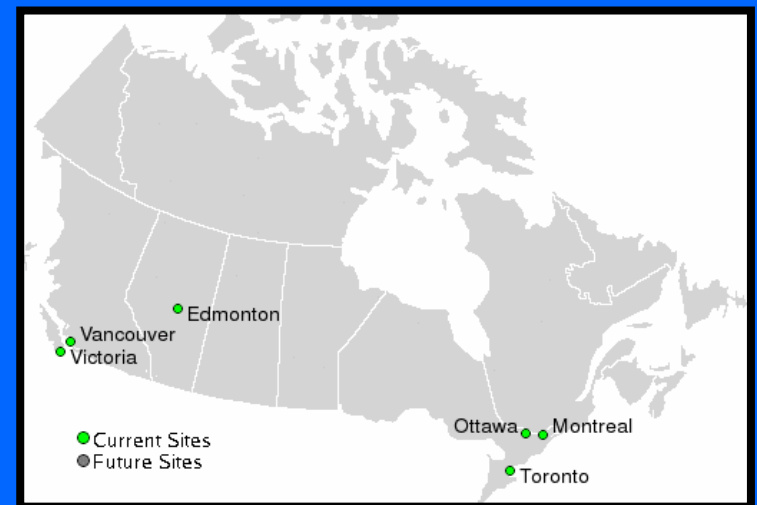 Edmonton
Vancouver
Victoria
Ottawa
Montreal
Toronto
Current Sites
Future Sites